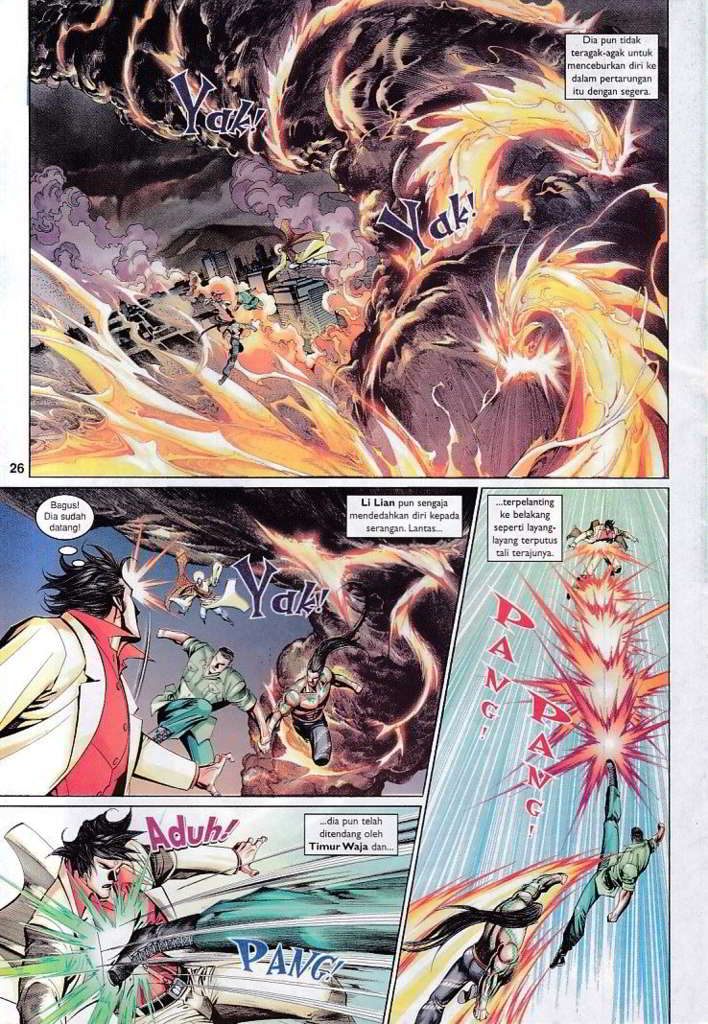 Dia pun tidak
teragak-agak untuk
menceburkan diri ke
dalam pertarungan
itu dengan segera.
Yak!
Yak!
26
Bagus!
Dia sudah
datang!
Li Lian pun sengaja
mendedahkan diri kepada
serangan. Lantas...
Yak!
...terpelanting
ke belakang
seperti layang-
layang terputus
tali terajunya.
PANG!
PANG!
Aduh!
...dia pun telah
ditendang oleh
Timur Waja dan...
PANG!